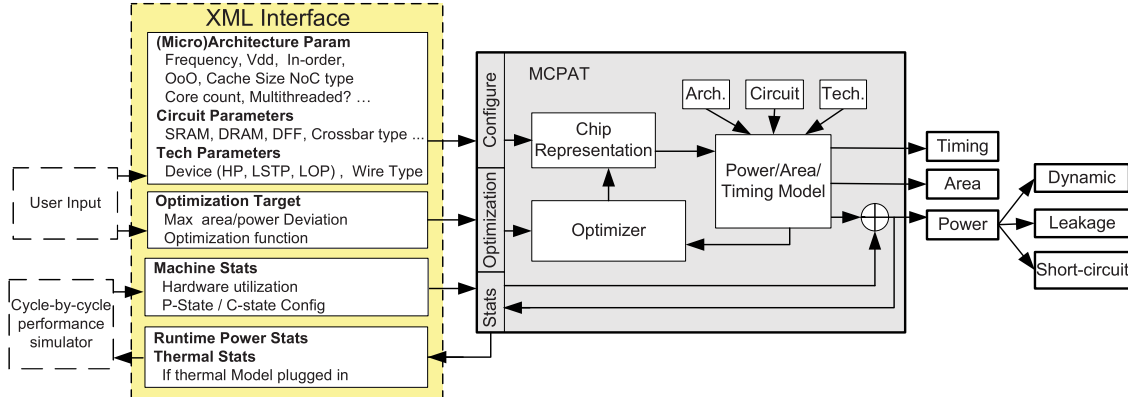 XML Interface
(Micro)Architecture Param
Frequency, Vdd, In-order,
OoO, Cache Size NoC type
Core count, Multithreaded? ...
Circuit Parameters
SRAM, DRAM, DFF, Crossbar type ...
Tech Parameters
Device (HP, LSTP, LOP) , Wire Type
User Input
Optimization Target
Max area/power Deviation
Optimization function
Machine Stats
Hardware utilization
P-State / C-state Config
Cycle-by-cycle
performance
simulator
Runtime Power Stats
Thermal Stats
If thermal Model plugged in
Configure
Optimization
Stats
MCPAT
Arch.
Circuit
Tech.
Chip
Representation
Power/Area/
Timing Model
Optimizer
Timing
Area
Power
Dynamic
Leakage
Short-circuit